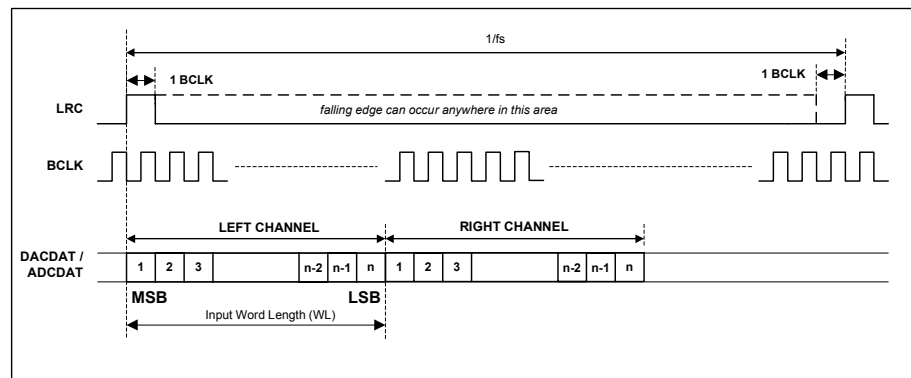 1/fs
1 BCLK
1 BCLK
LRC
falling edge can occur anywhere in this area
BCLK
LEFT CHANNEL
RIGHT CHANNEL
DACDAT /
ADCDAT
1 2 3 n-2 n-1 n 1 2 3 n-2 n-1 n
MSB LSB
Input Word Length (WL)